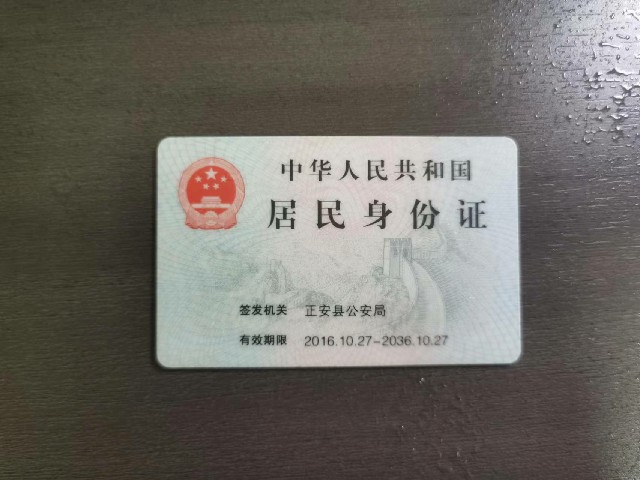 中华人民共和国
居民身份证
签发机关 正安县公安局
有效期限 2016.10.27-2036.10.27